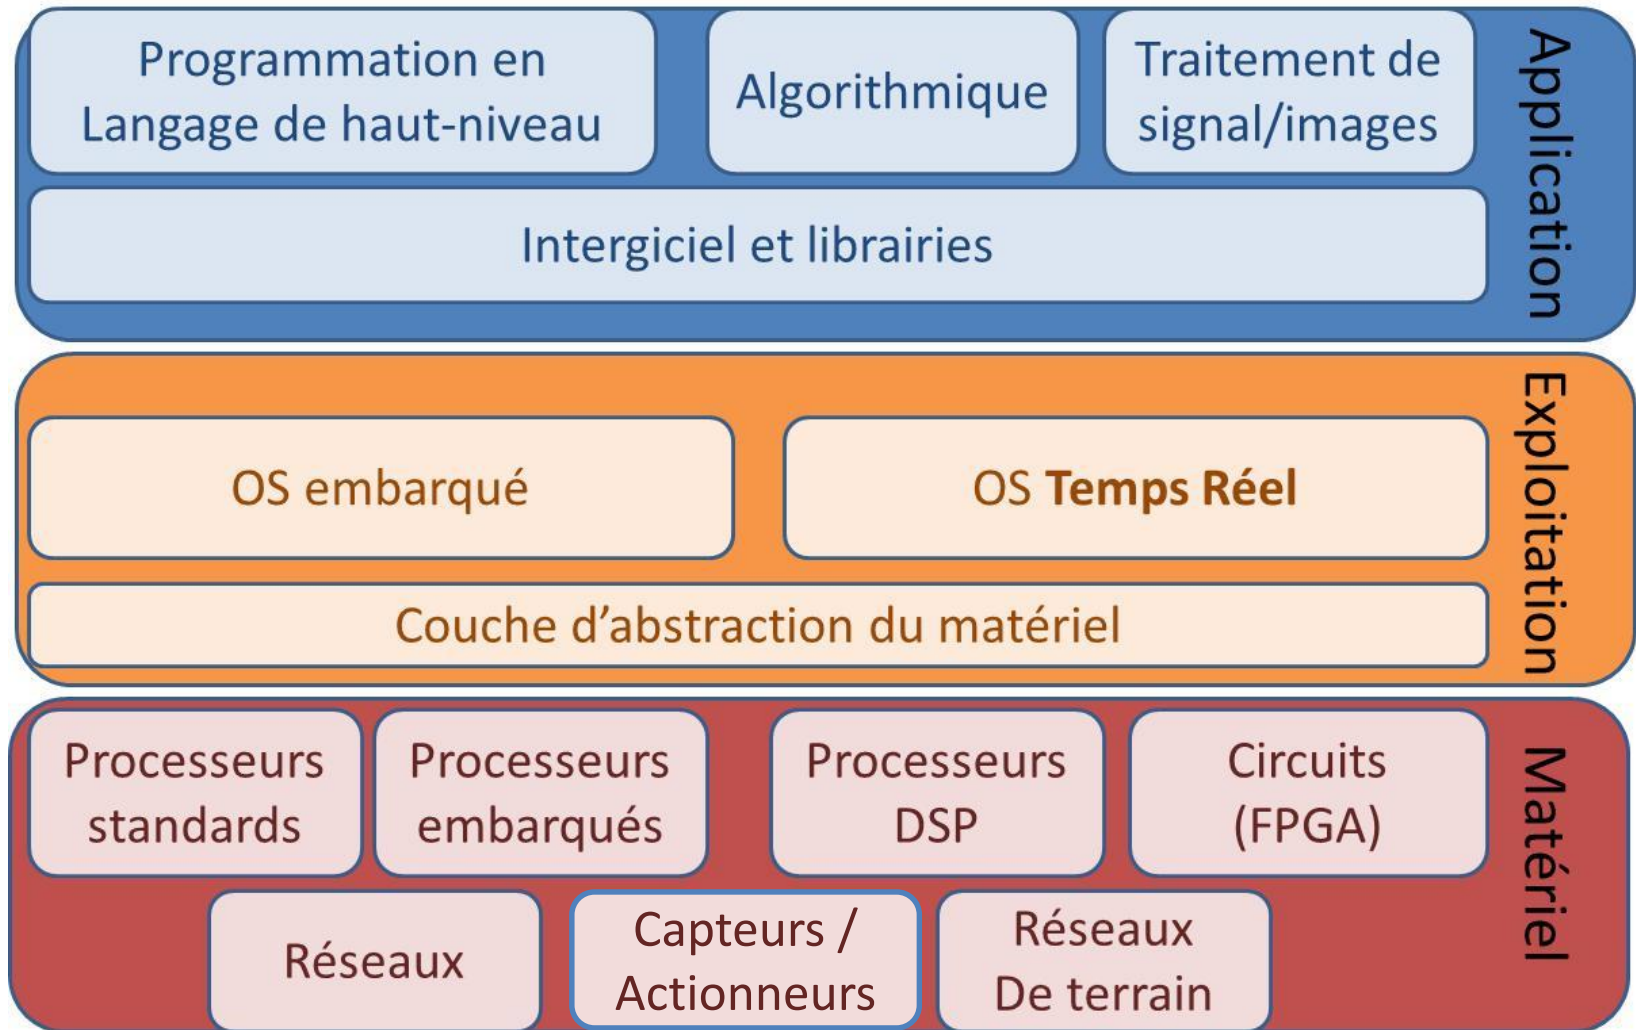 Programmation en
Langage de haut-niveau
Algorithmique
Traitement de
signal/images
Intergiciel et librairies
Application
OS embarqué
OS Temps Réel
Couche d’abstraction du matériel
Exploitation
Processeurs
standards
Processeurs
embarqués
Processeurs
DSP
Circuits
(FPGA)
Réseaux
Capteurs /
Actionneurs
Réseaux
De terrain
Matériel